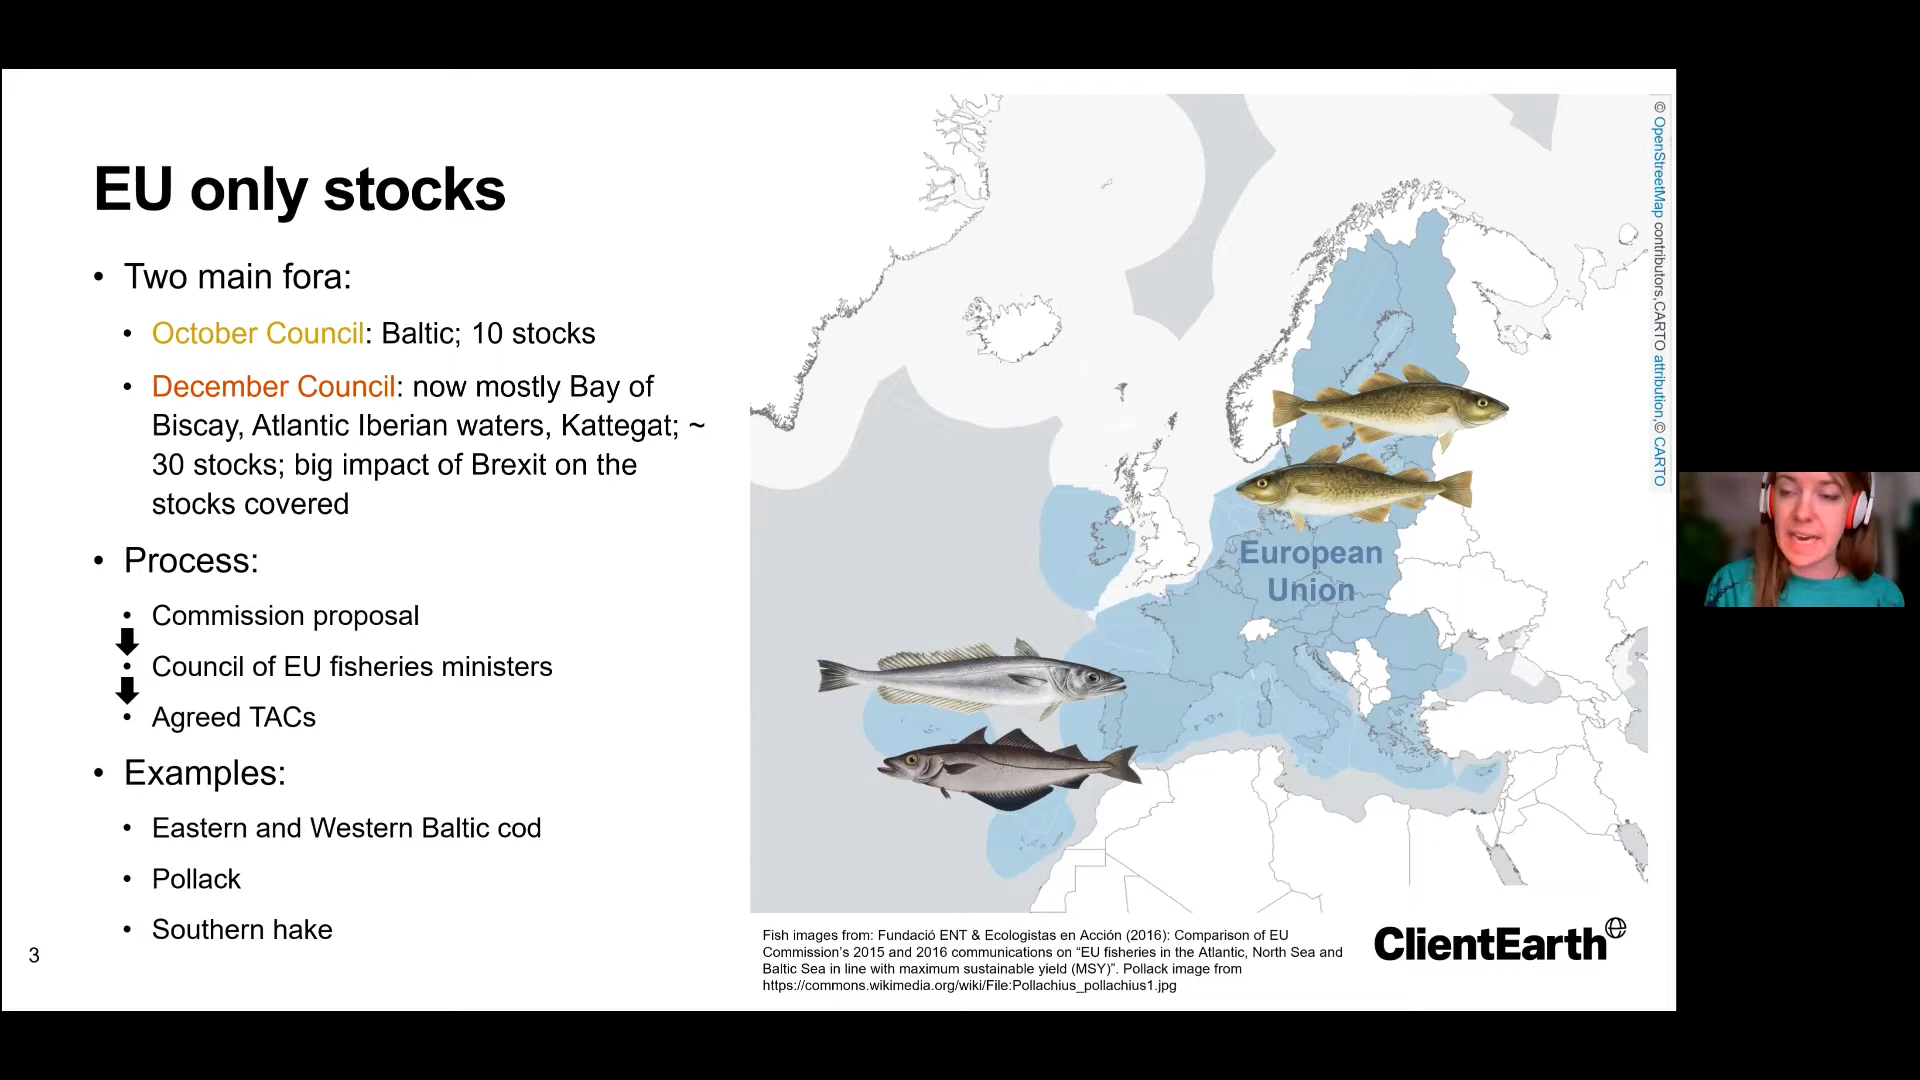 EU only stocks
• Two main fora:
• October Council: Baltic; 10 stocks
• December Council: now mostly Bay of
Biscay, Atlantic Iberian waters, Kattegat; ~
30 stocks; big impact of Brexit on the
stocks covered
• Process:
• Commission proposal
• Council of EU fisheries ministers
• Agreed TACs
• Examples:
• Eastern and Western Baltic cod
• Pollack
• Southern hake
3
European
Union
© OpenStreetMap contributors,CARTO attribution,© CARTO
Fish images from: Fundació ENT & Ecologistas en Acción (2016): Comparison of EU
Commission's 2015 and 2016 communications on “EU fisheries in the Atlantic, North Sea and
Baltic Sea in line with maximum sustainable yield (MSY)”. Pollack image from
https://commons.wikimedia.org/wiki/File:Pollachius_pollachius1.jpg
ClientEarth